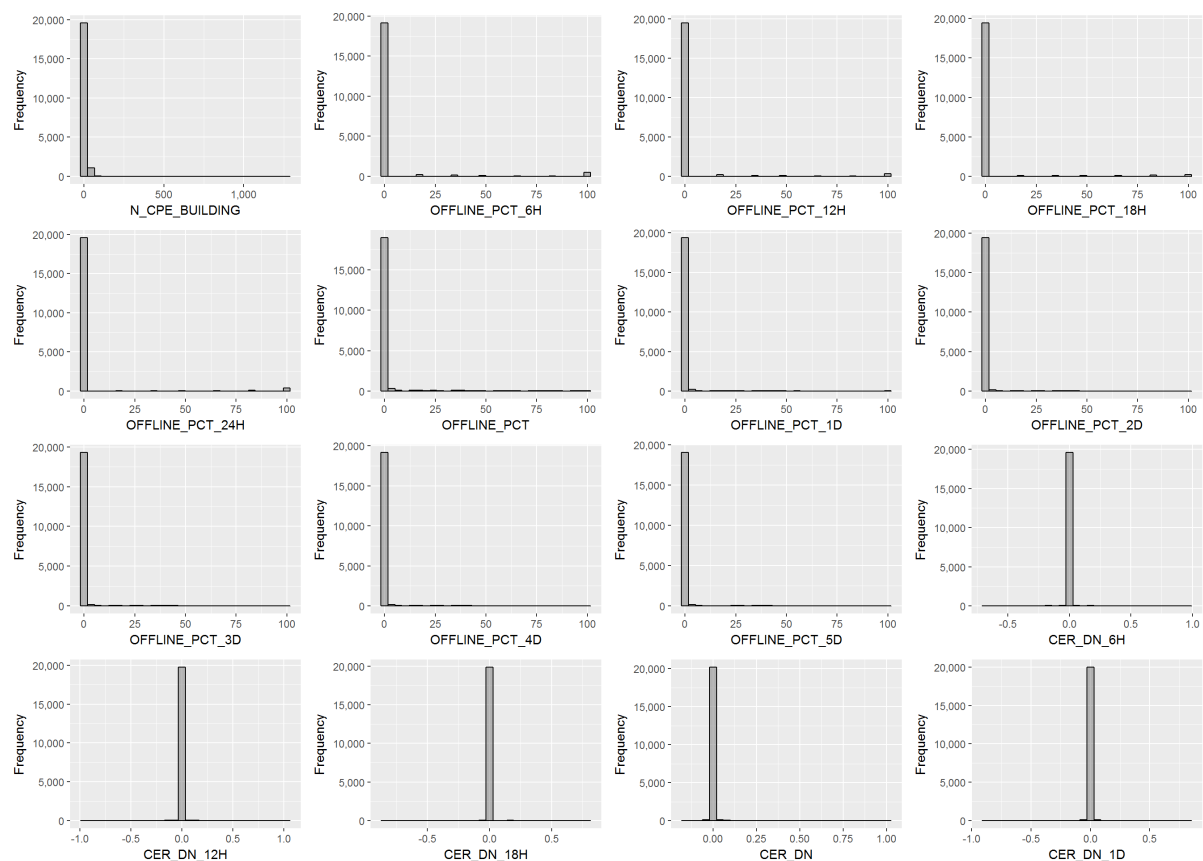 20,000
15,000
10,000
5,000
0
Frequency
0 500 1,000
N_CPE_BUILDING
20,000
15,000
10,000
5,000
0
Frequency
0 25 50 75 100
OFFLINE_PCT_6H
20,000
15,000
10,000
5,000
0
Frequency
0 25 50 75 100
OFFLINE_PCT_12H
20,000
15,000
10,000
5,000
0
Frequency
0 25 50 75 100
OFFLINE_PCT_18H
20,000
15,000
10,000
5,000
0
Frequency
0 25 50 75 100
OFFLINE_PCT_24H
15,000
10,000
5,000
0
Frequency
0 25 50 75 100
OFFLINE_PCT
20,000
15,000
10,000
5,000
0
Frequency
0 25 50 75 100
OFFLINE_PCT_1D
20,000
15,000
10,000
5,000
0
Frequency
0 25 50 75 100
OFFLINE_PCT_2D
20,000
15,000
10,000
5,000
0
Frequency
0 25 50 75 100
OFFLINE_PCT_3D
20,000
15,000
10,000
5,000
0
Frequency
0 25 50 75 100
OFFLINE_PCT_4D
20,000
15,000
10,000
5,000
0
Frequency
0 25 50 75 100
OFFLINE_PCT_5D
20,000
15,000
10,000
5,000
0
Frequency
-0.5 0.0 0.5 1.0
CER_DN_6H
20,000
15,000
10,000
5,000
0
Frequency
-1.0 -0.5 0.0 0.5 1.0
CER_DN_12H
20,000
15,000
10,000
5,000
0
Frequency
-0.5 0.0 0.5
CER_DN_18H
20,000
15,000
10,000
5,000
0
Frequency
0.00 0.25 0.50 0.75 1.00
CER_DN
20,000
15,000
10,000
5,000
0
Frequency
-1.0 -0.5 0.0 0.5
CER_DN_1D